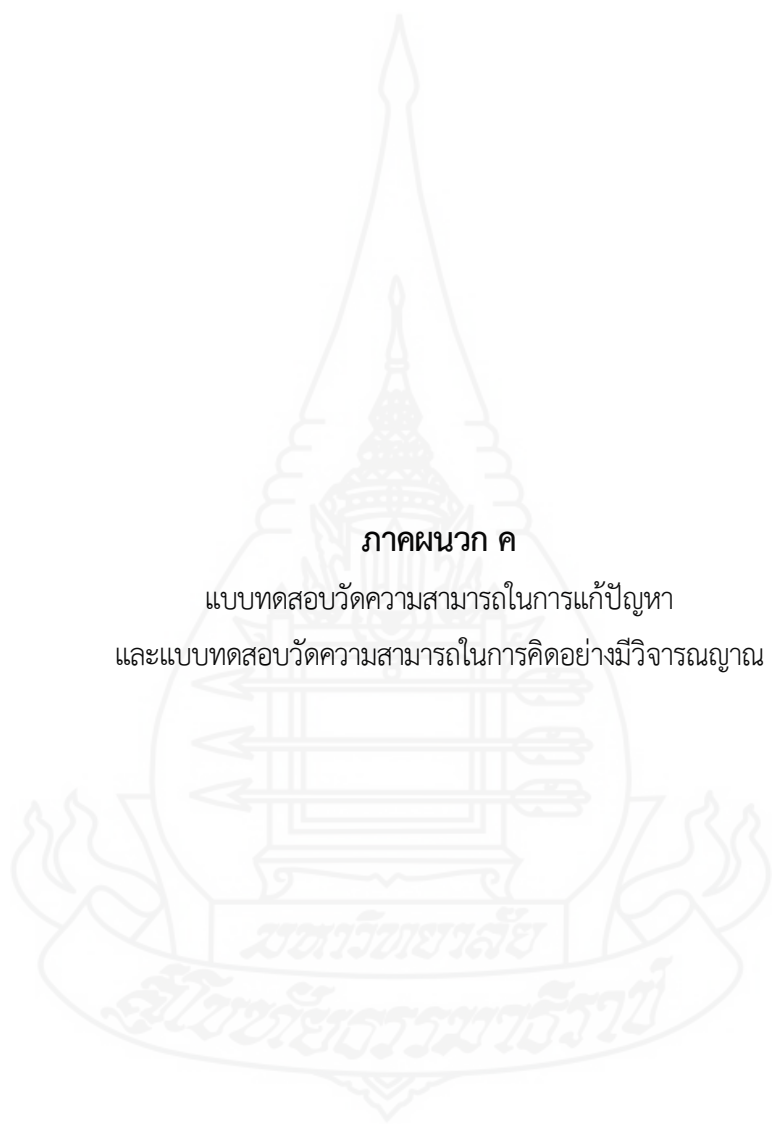 ภาคผนวก ค
แบบทดสอบวัดความสามารถในการแก้ปัญหา
และแบบทดสอบวัดความสามารถในการคิดอย่างมีวิจารณญาณ
มหาวิทยาลัย
สุโขทัยธรรมาธิราช